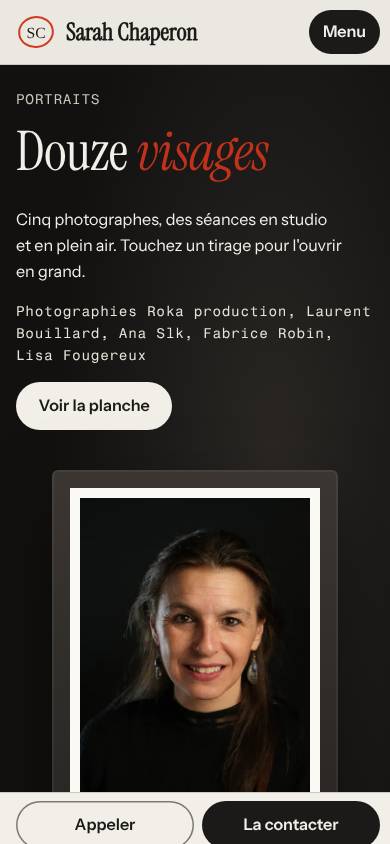 SC Sarah Chaperon
Menu
PORTRAITS
Douze visages
Cinq photographes, des séances en studio
et en plein air. Touchez un tirage pour l'ouvrir
en grand.
Photographies Roka production, Laurent
Bouillard, Ana Slk, Fabrice Robin,
Lisa Fougereux
Voir la planche
Appeler
La contacter